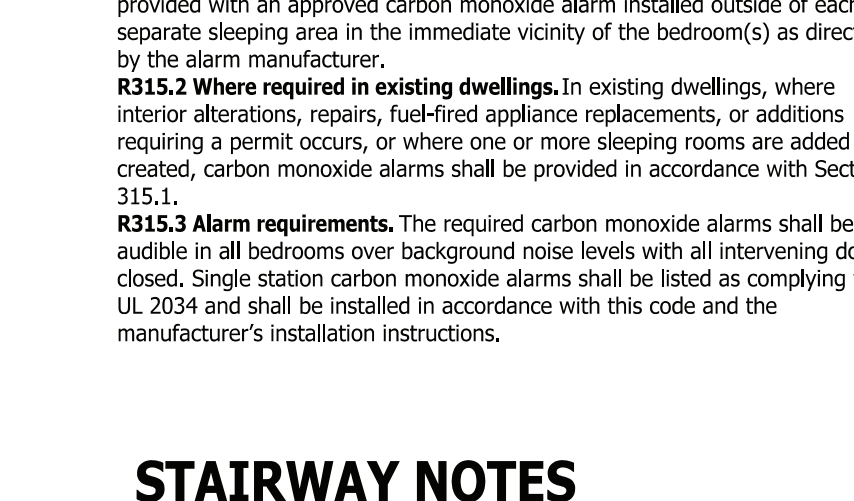 provided with an approved carbon monoxide alarm installed outside of each
separate sleeping area in the immediate vicinity of the bedroom(s) as direc
by the alarm manufacturer.
R315.2 Where required in existing dwellings. In existing dwellings, where
interior alterations, repairs, fuel-fired appliance replacements, or additions
requiring a permit occurs, or where one or more sleeping rooms are added
created, carbon monoxide alarms shall be provided in accordance with Sect
315.1.
R315.3 Alarm requirements. The required carbon monoxide alarms shall be
audible in all bedrooms over background noise levels with all intervening do
closed. Single station carbon monoxide alarms shall be listed as complying
UL 2034 and shall be installed in accordance with this code and the
manufacturer's installation instructions.
STAIRWAY NOTES